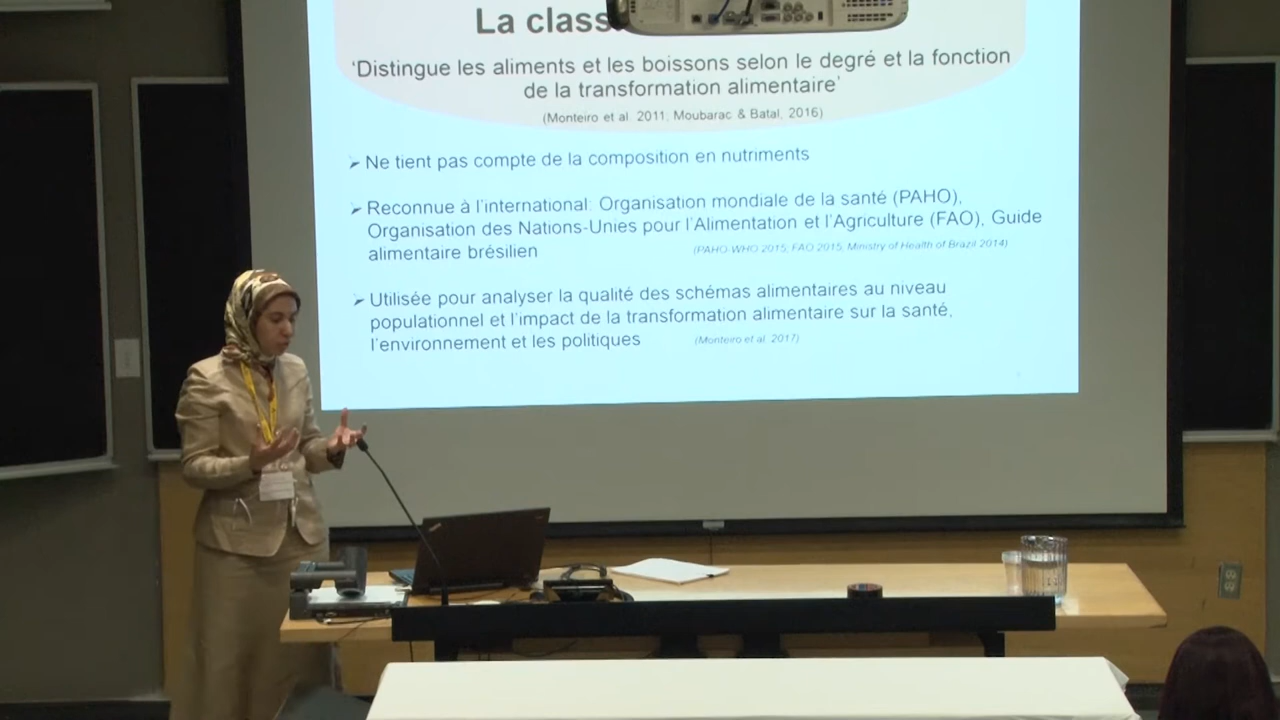 La class
‘Distingue les aliments et les boissons selon le degré et la fonction
de la transformation alimentaire’
(Monteiro et al. 2011, Moubarac & Batal, 2016)
➢ Ne tient pas compte de la composition en nutriments
➢ Reconnue à l’international: Organisation mondiale de la santé (PAHO),
Organisation des Nations-Unies pour l’Alimentation et l’Agriculture (FAO), Guide
alimentaire brésilien
(PAHO-WHO 2015, FAO 2015, Ministry of Health of Brazil 2014)
➢ Utilisée pour analyser la qualité des schémas alimentaires au niveau
populationnel et l’impact de la transformation alimentaire sur la santé,
l’environnement et les politiques
(Monteiro et al. 2017)